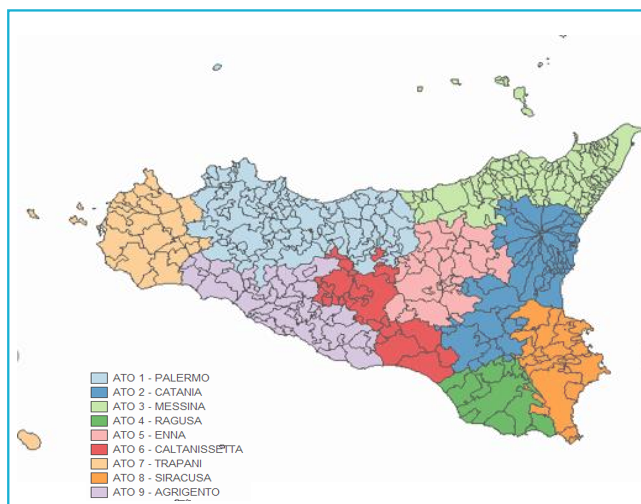 ATO 1 - PALERMO
ATO 2 - CATANIA
ATO 3 - MESSINA
ATO 4 - RAGUSA
ATO 5 - ENNA
ATO 6 - CALTANISSETTA
ATO 7 - TRAPANI
ATO 8 - SIRACUSA
ATO 9 - AGRIGENTO